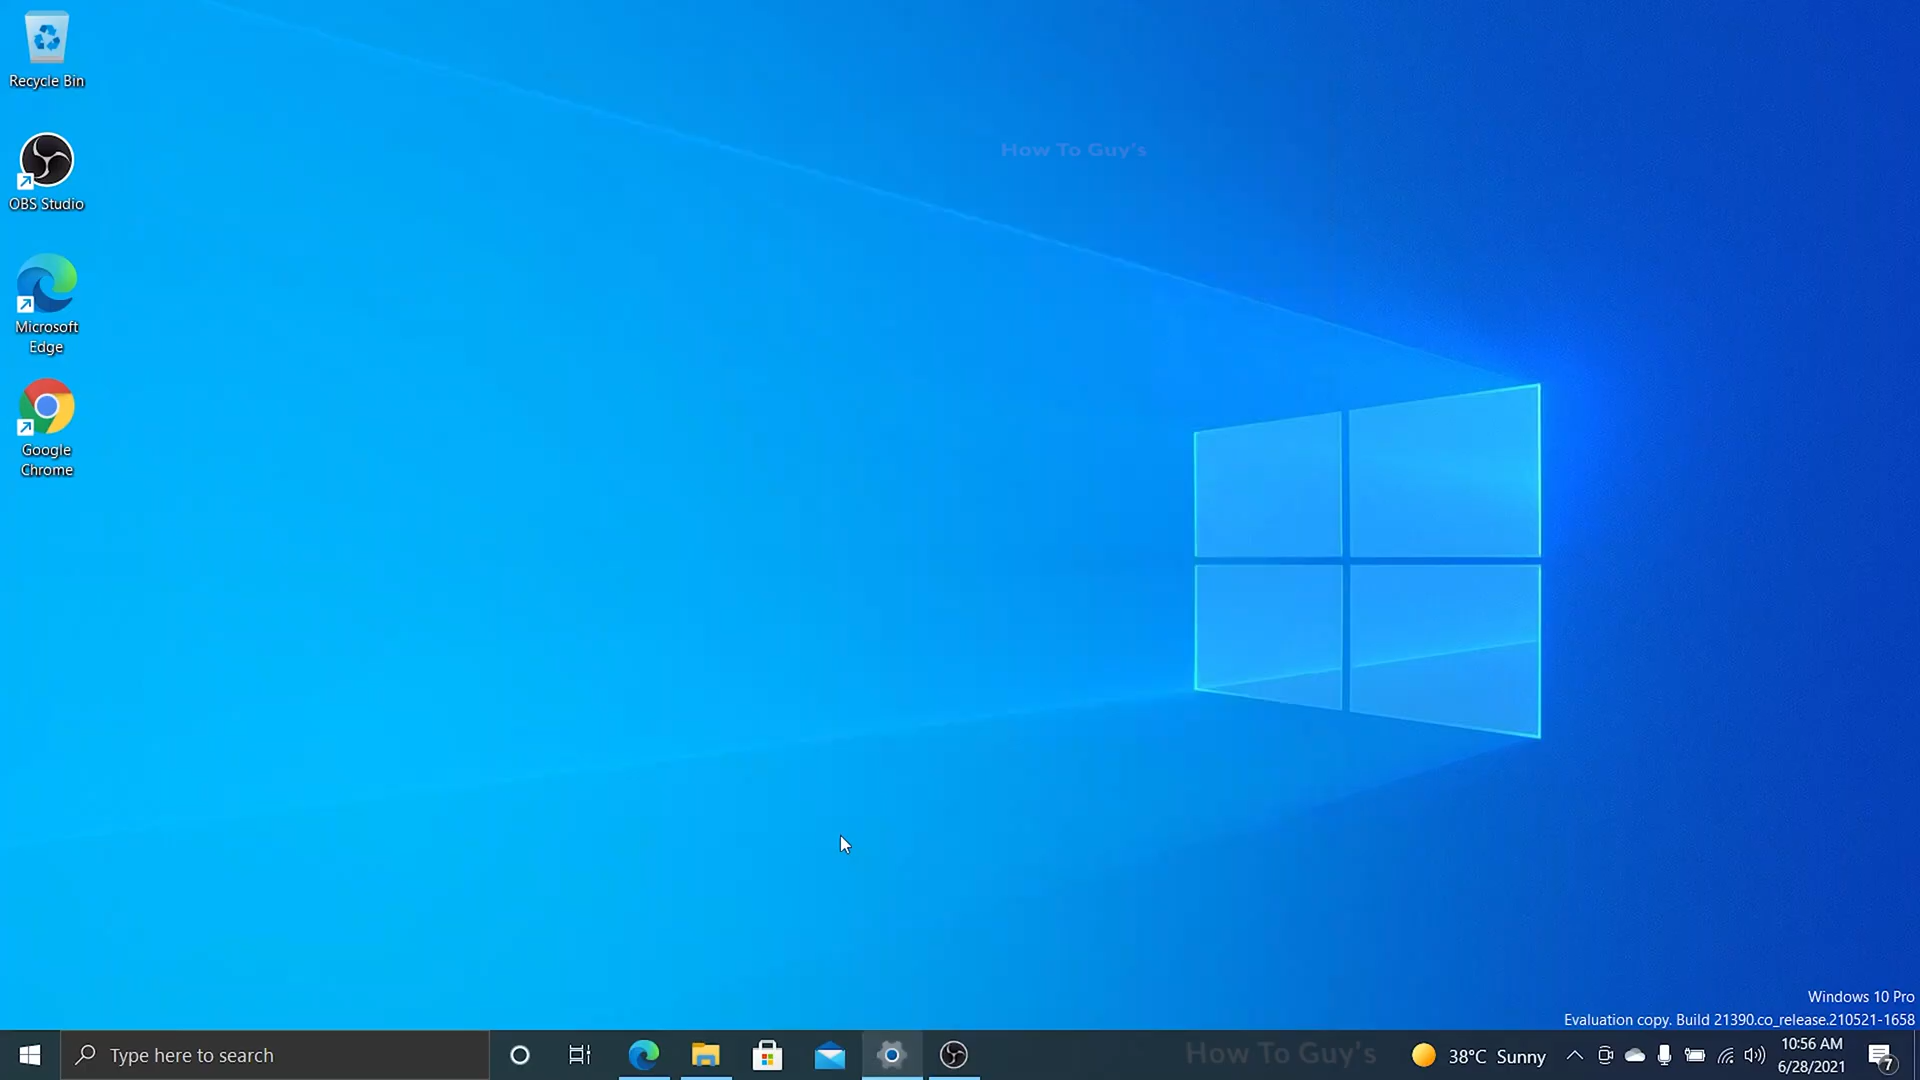 Recycle Bin
OBS Studio
Microsoft
Edge
Google
Chrome
How To Guy's
Windows 10 Pro
Evaluation copy. Build 21390.co_release.210521-1658
Type here to search
How To Guy's
38°C Sunny
10:56 AM
6/28/2021
7